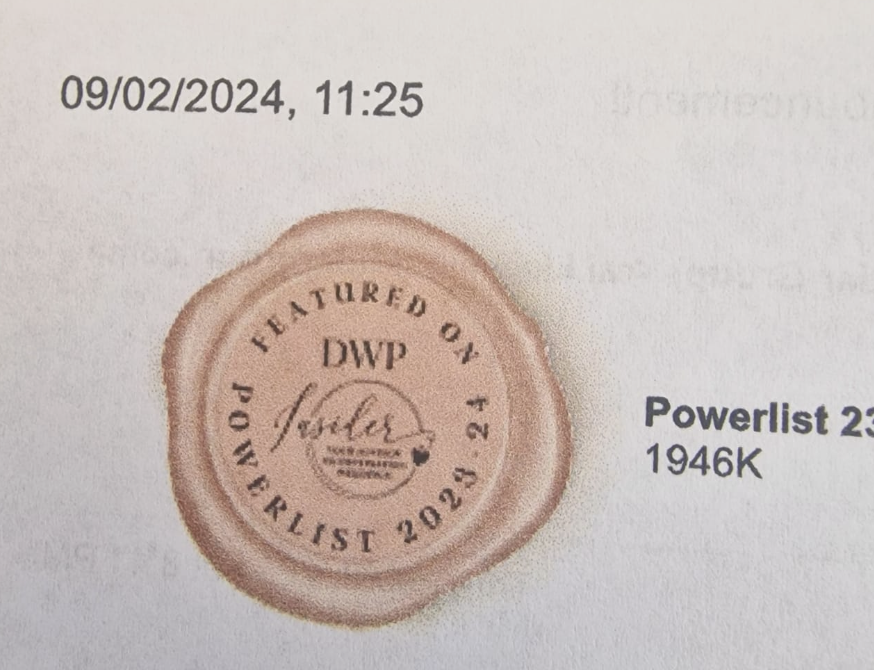 09/02/2024, 11:25
FEATURED ON
DWP
Insider
POWERLIST 2023-24
Powerlist 23
1946K